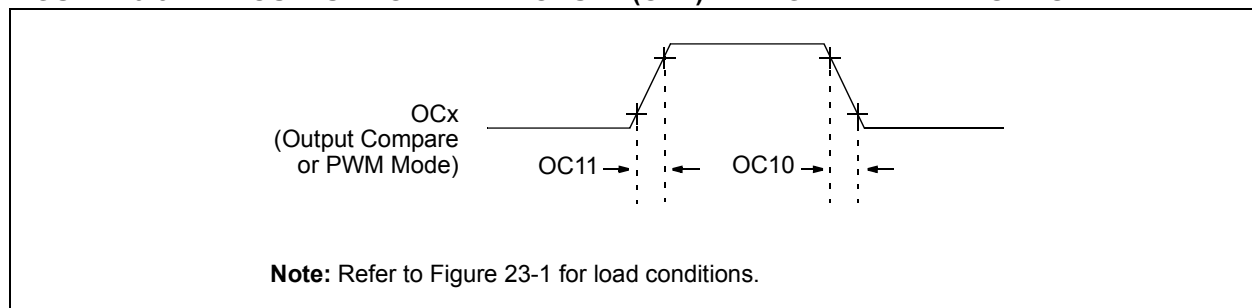 OCx
(Output Compare
or PWM Mode)
OC11
OC10
Note: Refer to Figure 23-1 for load conditions.